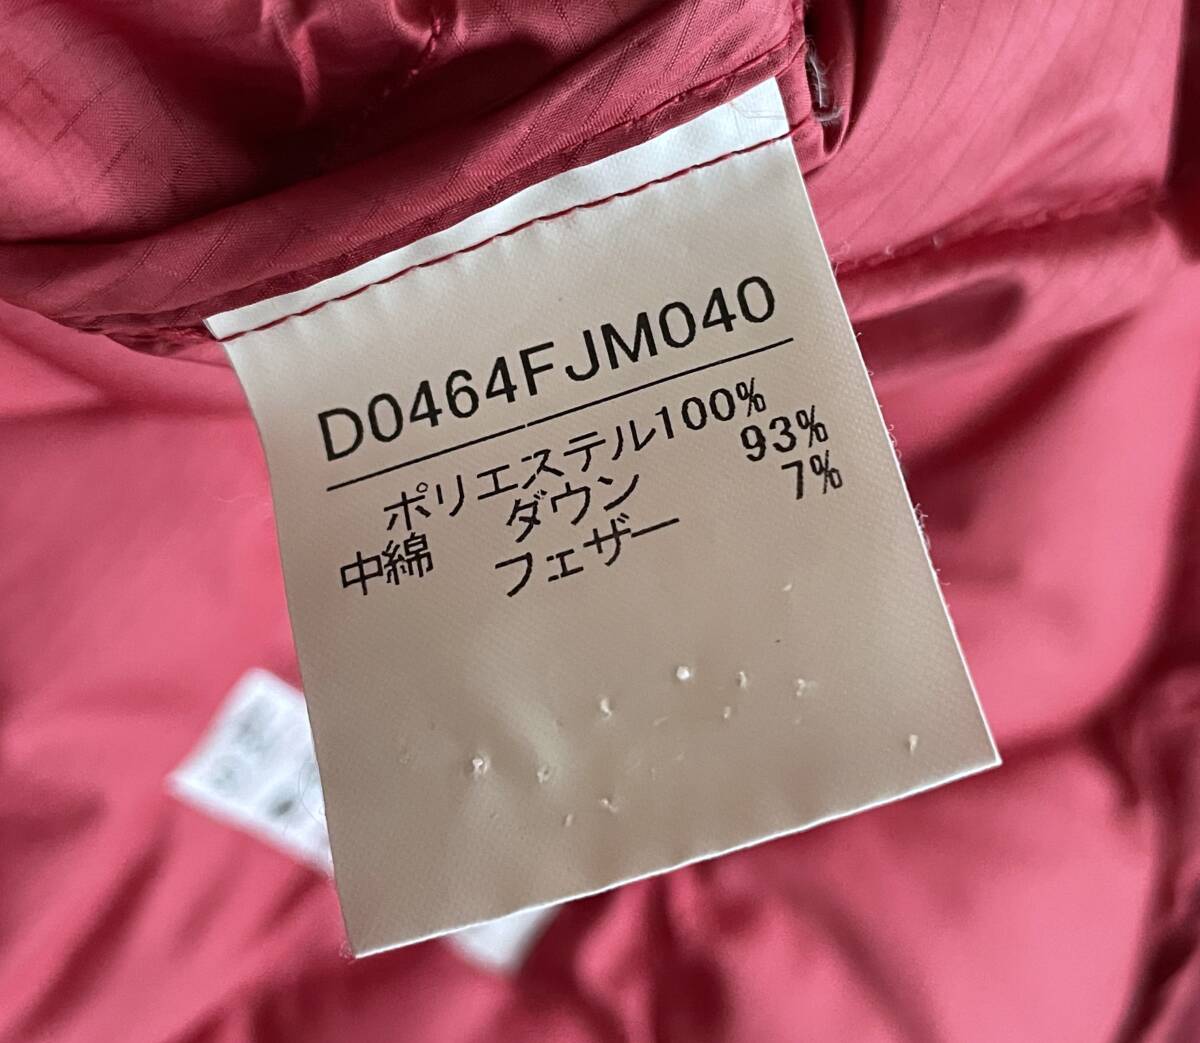 D0464FJM040
ポリエステル100%
中綿 ダウン 93%
フェザー 7%